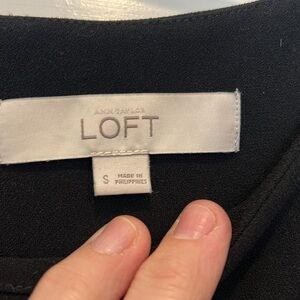 ANN TAYLOR
LOFT
S MADE IN
PHILIPPINES